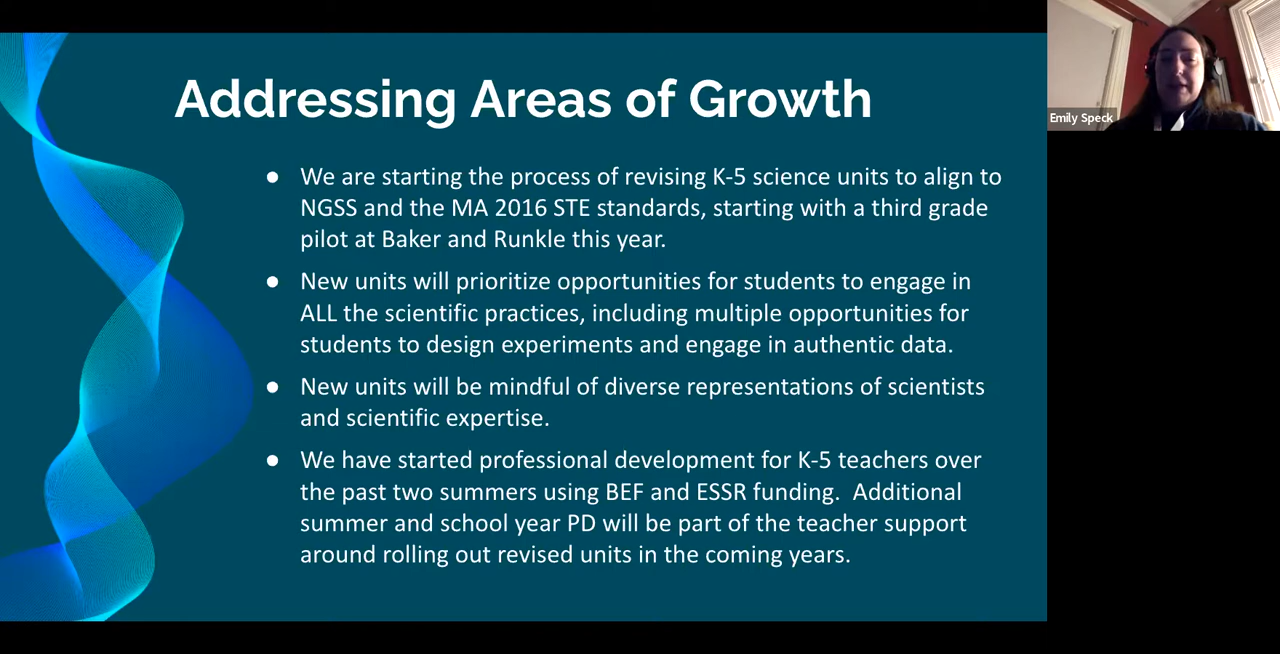 Addressing Areas of Growth
Emily Speck
● We are starting the process of revising K-5 science units to align to
NGSS and the MA 2016 STE standards, starting with a third grade
pilot at Baker and Runkle this year.
● New units will prioritize opportunities for students to engage in
ALL the scientific practices, including multiple opportunities for
students to design experiments and engage in authentic data.
● New units will be mindful of diverse representations of scientists
and scientific expertise.
● We have started professional development for K-5 teachers over
the past two summers using BEF and ESSR funding.  Additional
summer and school year PD will be part of the teacher support
around rolling out revised units in the coming years.